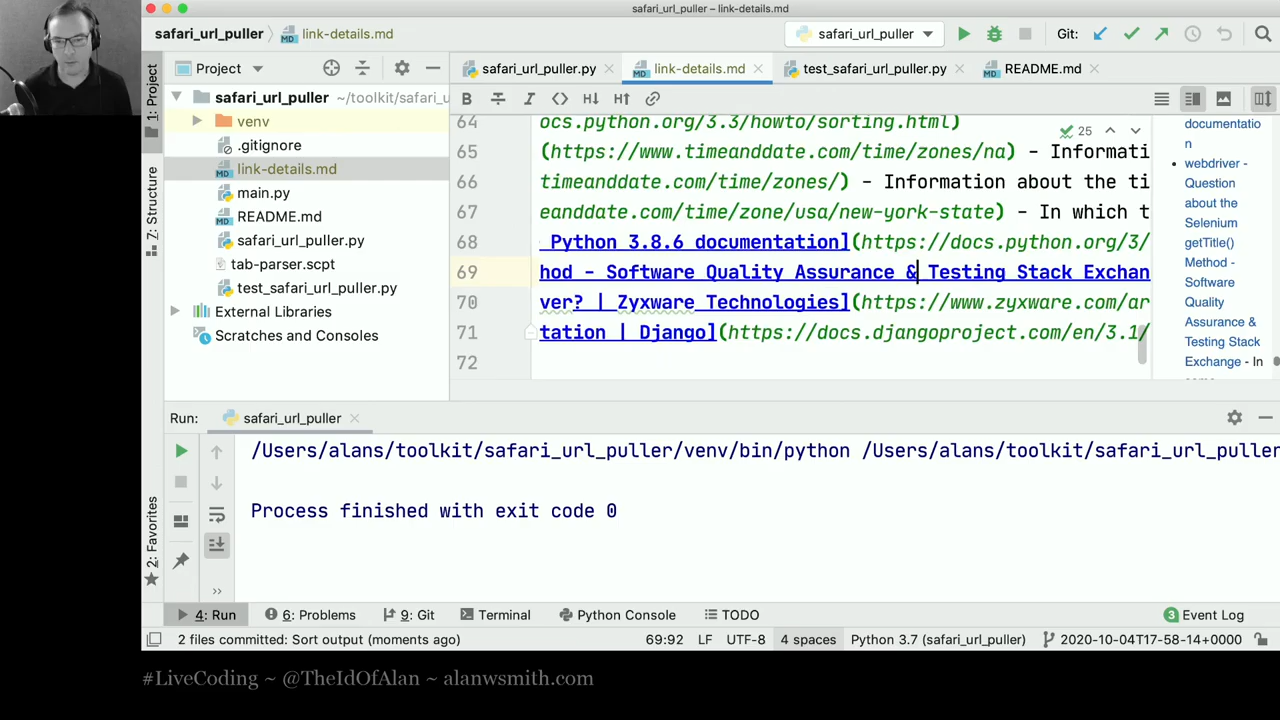 safari_url_puller – link-details.md
safari_url_puller
link-details.md
safari_url_puller
Git:
1: Project
Z: Structure
2: Favorites
Project
safari_url_puller ~/toolkit/safari_u
venv
.gitignore
link-details.md
main.py
README.md
safari_url_puller.py
tab-parser.scpt
test_safari_url_puller.py
External Libraries
Scratches and Consoles
safari_url_puller.py
link-details.md
test_safari_url_puller.py
README.md
B I H↓ H↑
25
64 ocs.python.org/3.3/howto/sorting.html)
65 (https://www.timeanddate.com/time/zones/na) - Informati
66 timeanddate.com/time/zones/) - Information about the ti
67 eanddate.com/time/zone/usa/new-york-state) - In which t
68 Python 3.8.6 documentation](https://docs.python.org/3/
69 hod - Software Quality Assurance & Testing Stack Exchan
70 ver? | Zyxware Technologies](https://www.zyxware.com/ar
71 tation | Django](https://docs.djangoproject.com/en/3.1/
72
documentatio
n
webdriver -
Question
about the
Selenium
getTitle()
Method -
Software
Quality
Assurance &
Testing Stack
Exchange - In
Run:
safari_url_puller
/Users/alans/toolkit/safari_url_puller/venv/bin/python /Users/alans/toolkit/safari_url_puller
Process finished with exit code 0
4: Run
6: Problems
9: Git
Terminal
Python Console
TODO
3 Event Log
2 files committed: Sort output (moments ago)
69:92
LF
UTF-8
4 spaces
Python 3.7 (safari_url_puller)
2020-10-04T17-58-14+0000
#LiveCoding ~ @TheIdOfAlan ~ alanwsmith.com